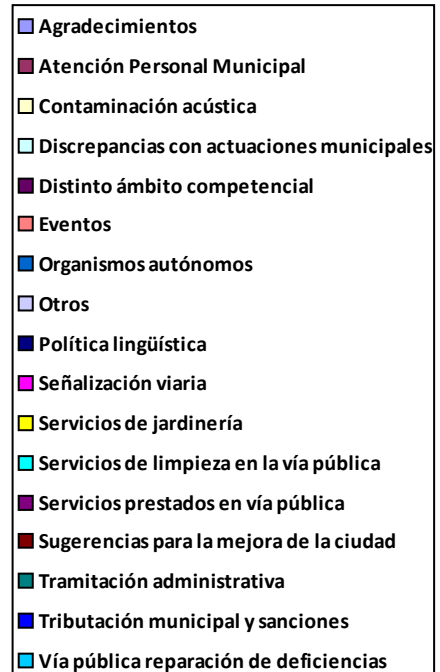 Agradecimientos
Atención Personal Municipal
Contaminación acústica
Discrepancias con actuaciones municipales
Distinto ámbito competencial
Eventos
Organismos autónomos
Otros
Política lingüística
Señalización viaria
Servicios de jardinería
Servicios de limpieza en la vía pública
Servicios prestados en vía pública
Sugerencias para la mejora de la ciudad
Tramitación administrativa
Tributación municipal y sanciones
Vía pública reparación de deficiencias